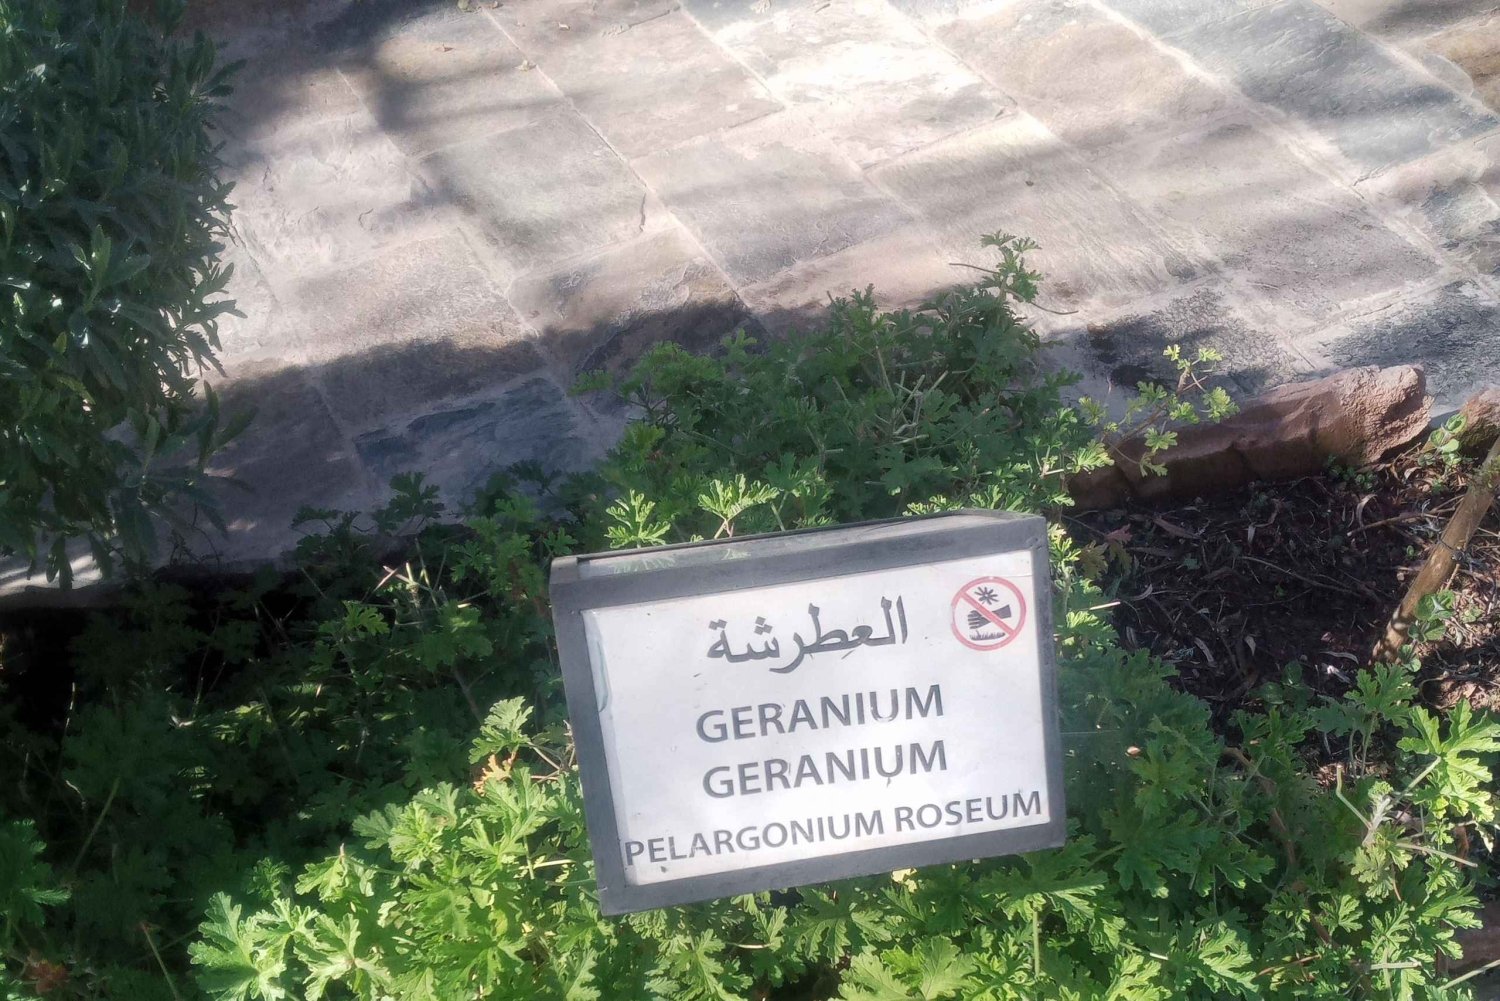 العطرشة
GERANIUM
GERANIUM
PELARGONIUM ROSEUM